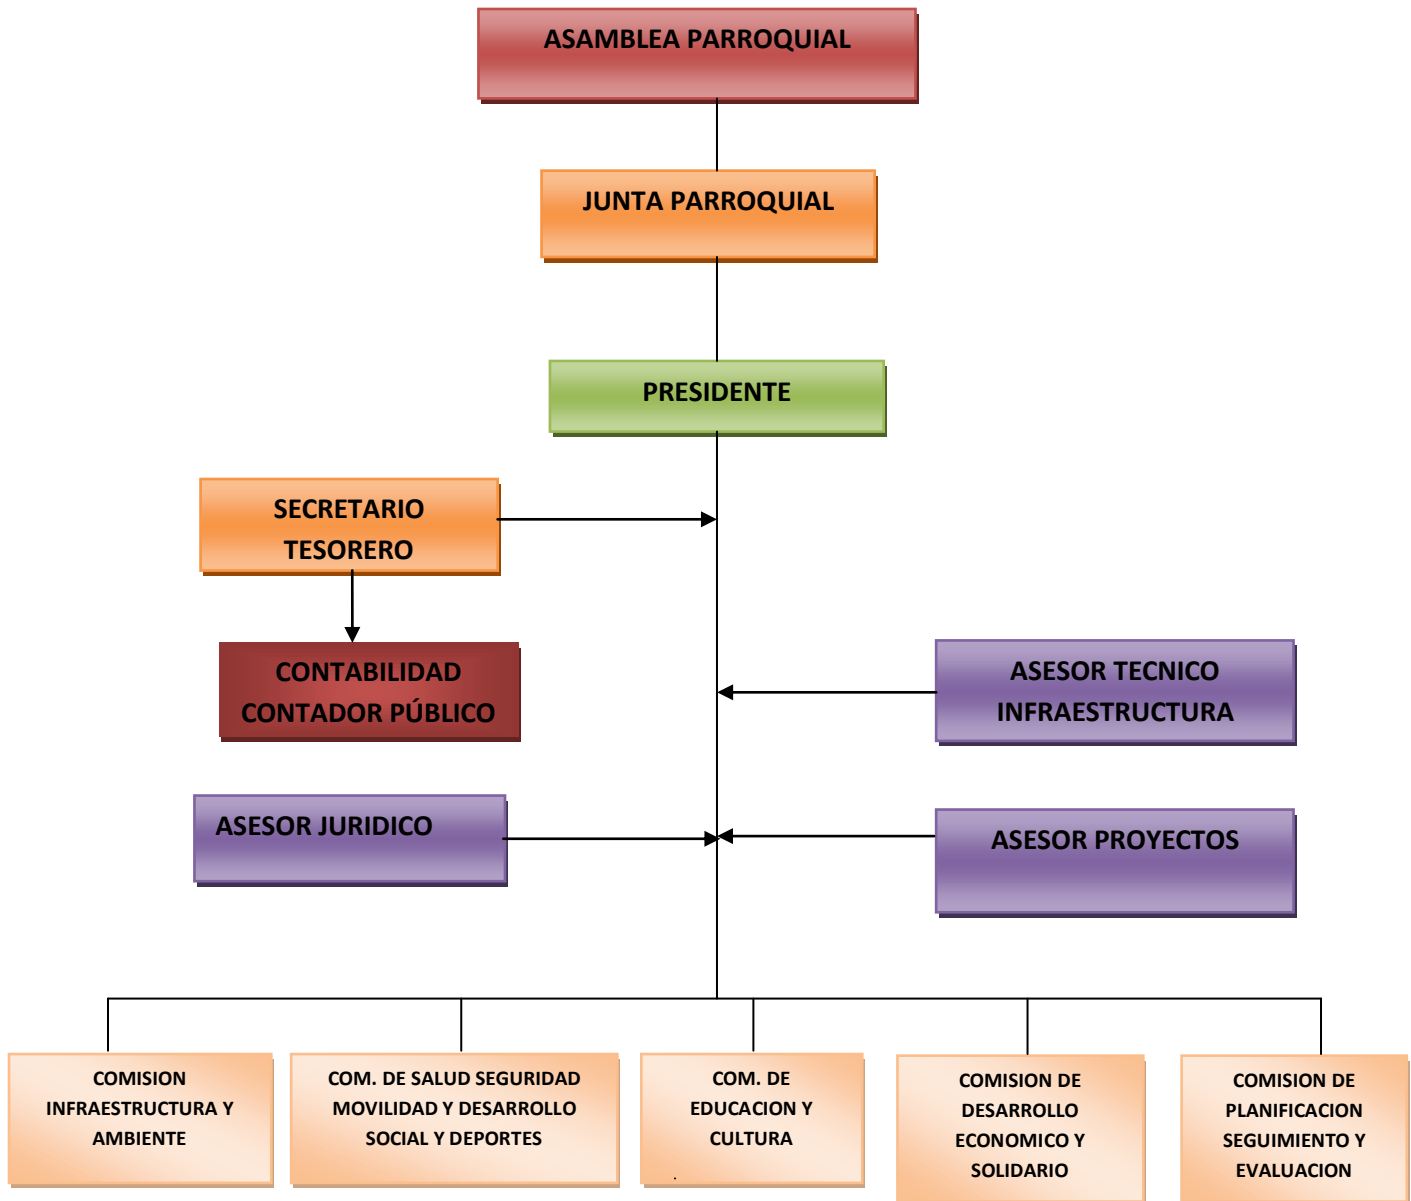 ASAMBLEA PARROQUIAL
JUNTA PARROQUIAL
PRESIDENTE
SECRETARIO
TESORERO
CONTABILIDAD
CONTADOR PÚBLICO
ASESOR TECNICO
INFRAESTRUCTURA
ASESOR JURIDICO
ASESOR PROYECTOS
COMISION
INFRAESTRUCTURA Y
AMBIENTE
COM. DE SALUD SEGURIDAD
MOVILIDAD Y DESARROLLO
SOCIAL Y DEPORTES
COM. DE
EDUCACION Y
CULTURA
.
COMISION DE
DESARROLLO
ECONOMICO Y
SOLIDARIO
COMISION DE
PLANIFICACION
SEGUIMIENTO Y
EVALUACION